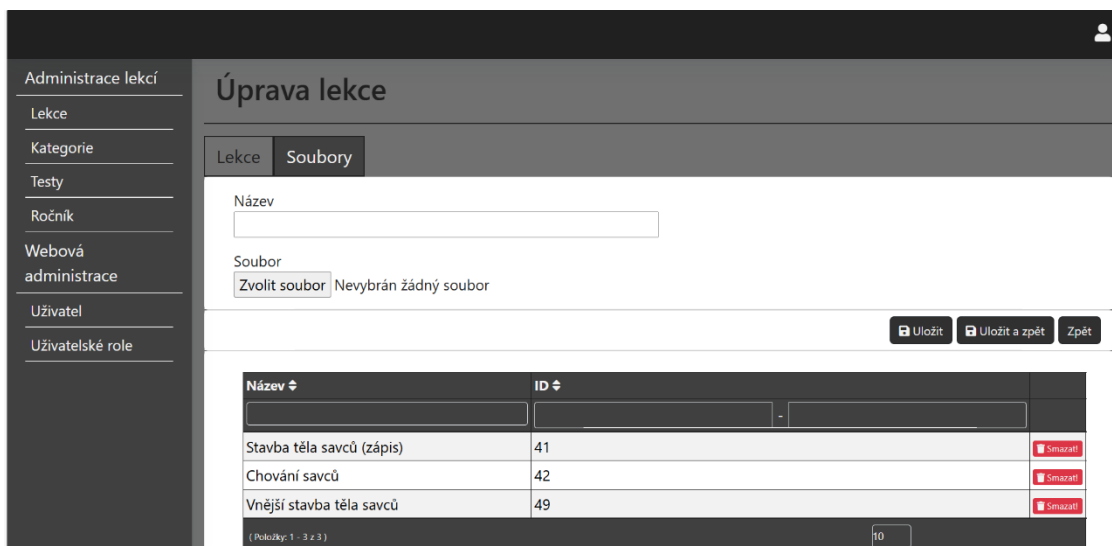 Administrace lekcí
Lekce
Kategorie
Testy
Ročník
Webová
administrace
Uživatel
Uživatelské role
Úprava lekce
Lekce Soubory
Název
Soubor
Zvolit soubor Nevybrán žádný soubor
Uložit Uložit a zpět Zpět
Název ID
-
Stavba těla savců (zápis) 41 Smazat!
Chování savců 42 Smazat!
Vnější stavba těla savců 49 Smazat!
( Položky: 1 - 3 z 3 ) 10